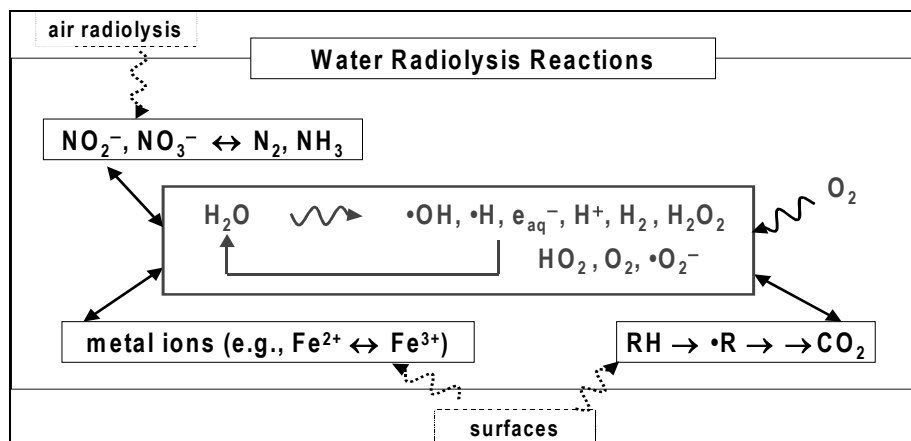 air radiolysis
Water Radiolysis Reactions
NO₂⁻, NO₃⁻ ↔ N₂, NH₃
O₂
H₂O •OH, •H, e_aq⁻, H⁺, H₂, H₂O₂
HO₂, O₂, •O₂⁻
metal ions (e.g., Fe²⁺ ↔ Fe³⁺)
RH → •R → → CO₂
surfaces